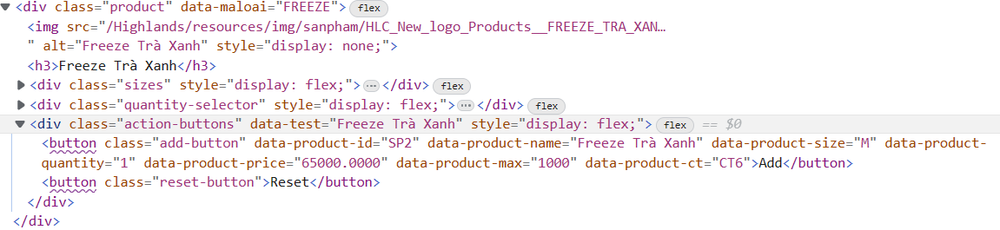 <div class="product" data-maloai="FREEZE"> flex
<img src="/Highlands/resources/img/sanpham/HLC_New_logo_Products__FREEZE_TRA_XAN…
" alt="Freeze Trà Xanh" style="display: none;">
<h3>Freeze Trà Xanh</h3>
<div class="sizes" style="display: flex;"> ⋯ </div> flex
<div class="quantity-selector" style="display: flex;"> ⋯ </div> flex
<div class="action-buttons" data-test="Freeze Trà Xanh" style="display: flex;"> flex == $0
<button class="add-button" data-product-id="SP2" data-product-name="Freeze Trà Xanh" data-product-size="M" data-product-
quantity="1" data-product-price="65000.0000" data-product-max="1000" data-product-ct="CT6">Add</button>
<button class="reset-button">Reset</button>
</div>
</div>